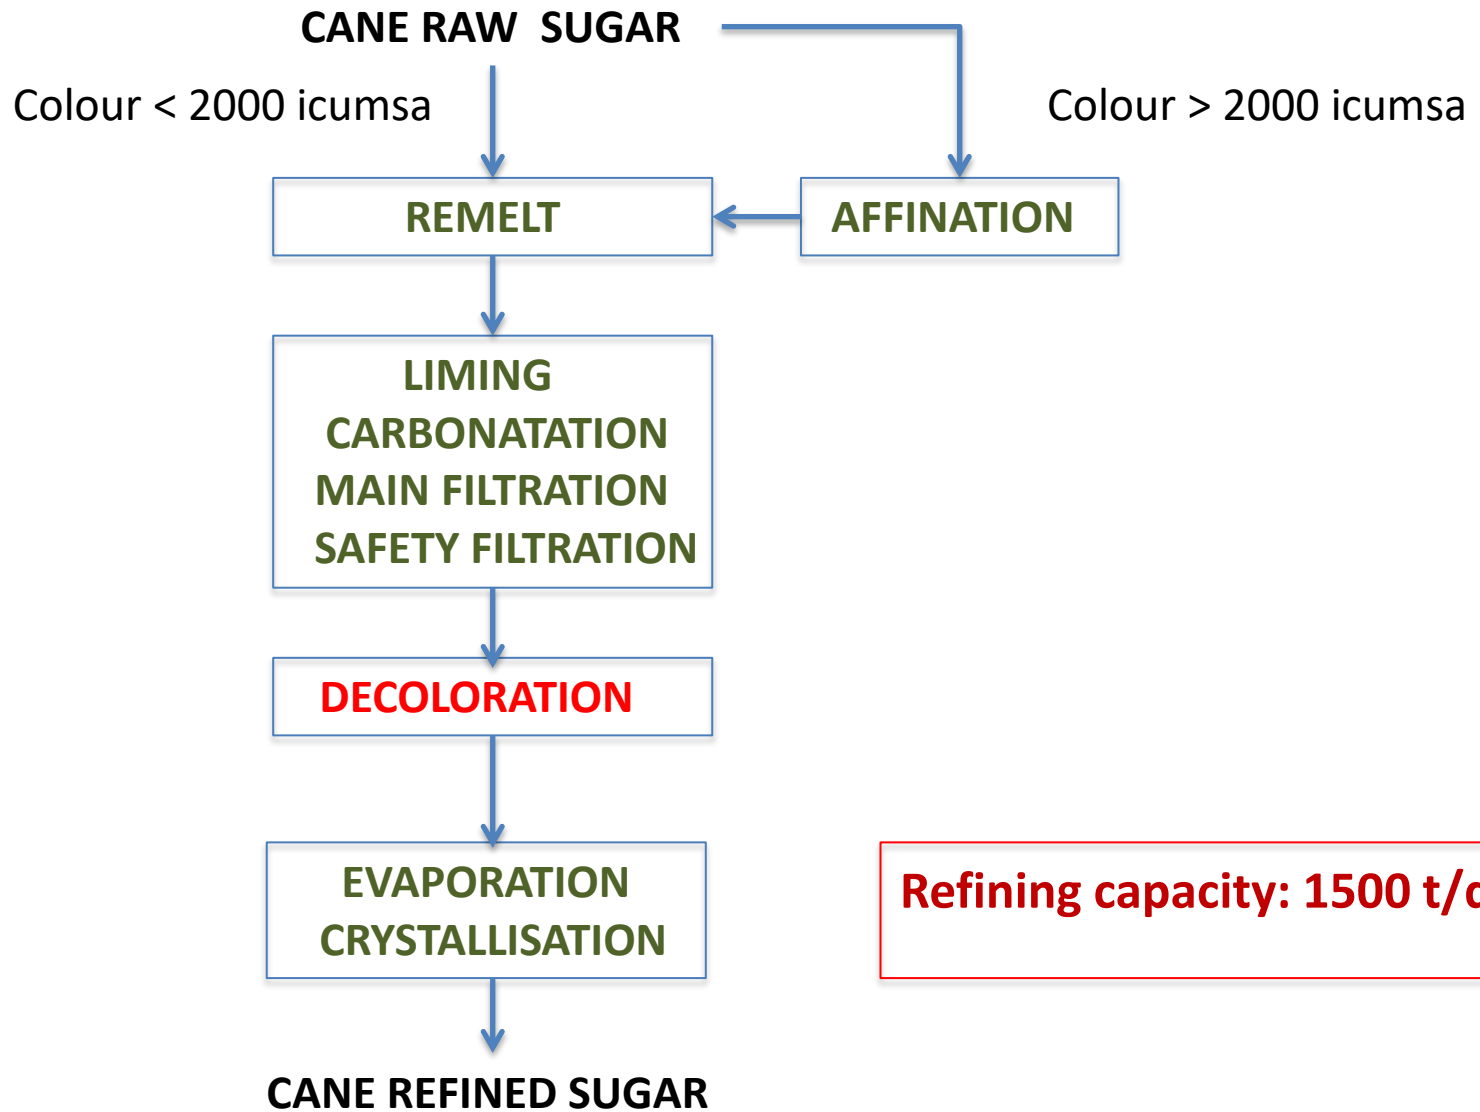 CANE RAW SUGAR
Colour < 2000 icumsa
Colour > 2000 icumsa
REMELT
AFFINATION
LIMING
CARBONATATION
MAIN FILTRATION
SAFETY FILTRATION
DECOLORATION
EVAPORATION
CRYSTALLISATION
Refining capacity: 1500 t/d
CANE REFINED SUGAR